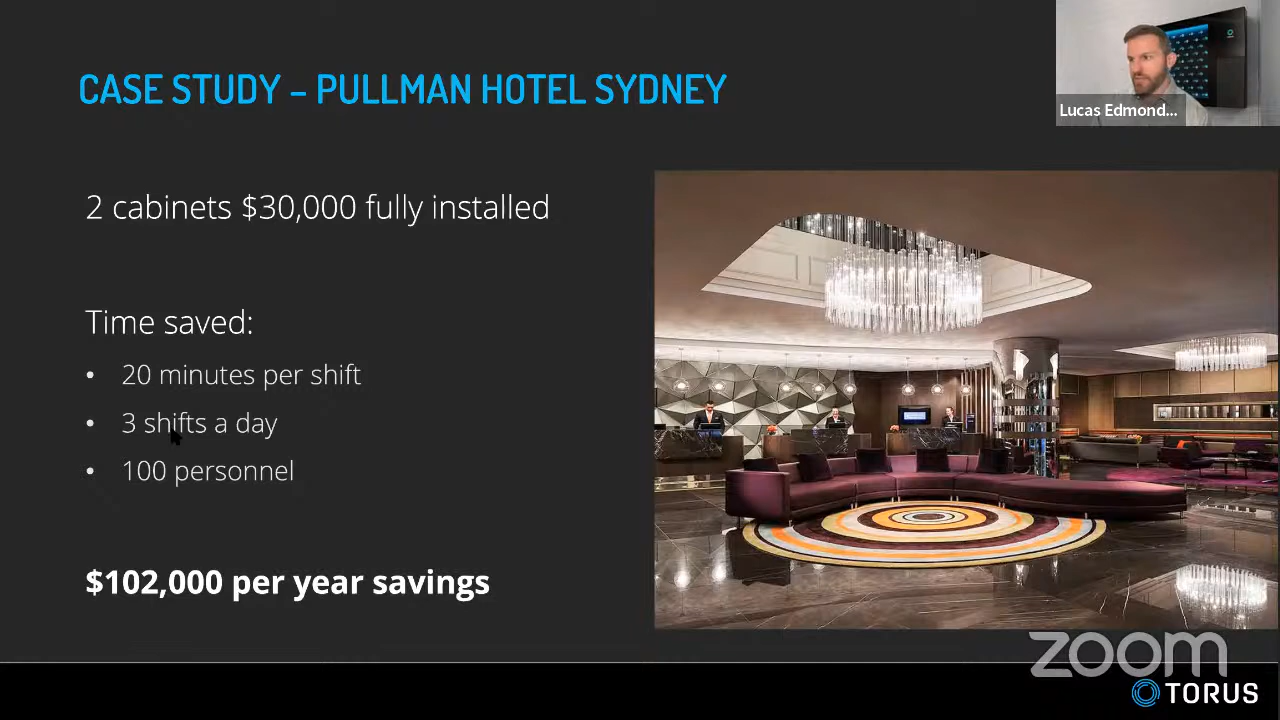 CASE STUDY – PULLMAN HOTEL SYDNEY
Lucas Edmond...
2 cabinets $30,000 fully installed
Time saved:
• 20 minutes per shift
• 3 shifts a day
• 100 personnel
$102,000 per year savings
zoom
TORUS